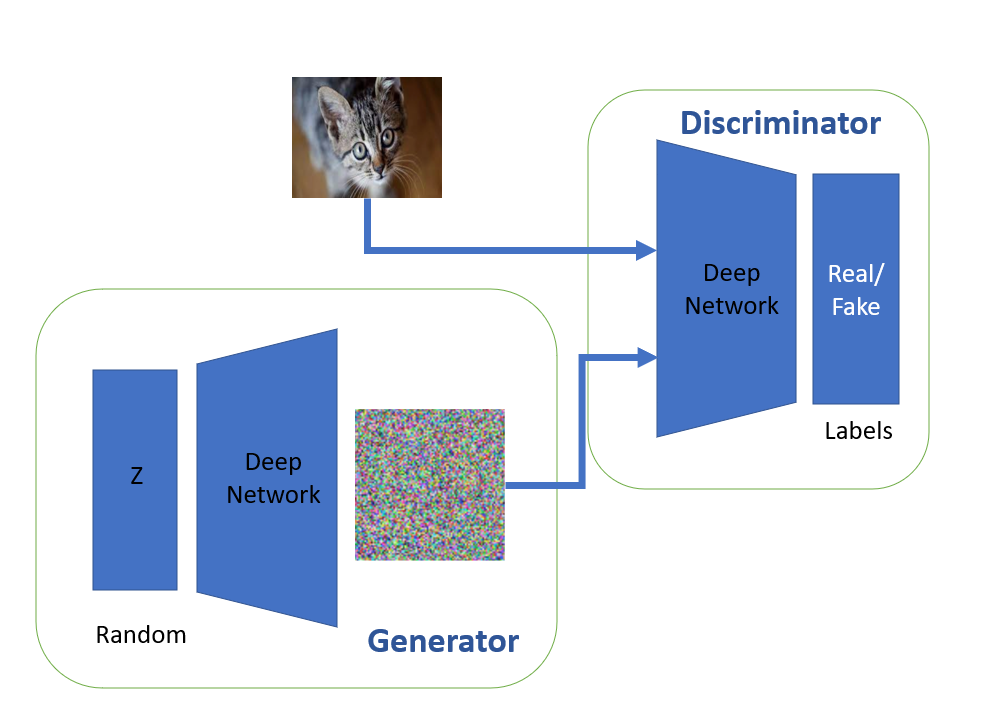 Discriminator
Deep
Network
Real/
Fake
Labels
Z
Deep
Network
Random
Generator